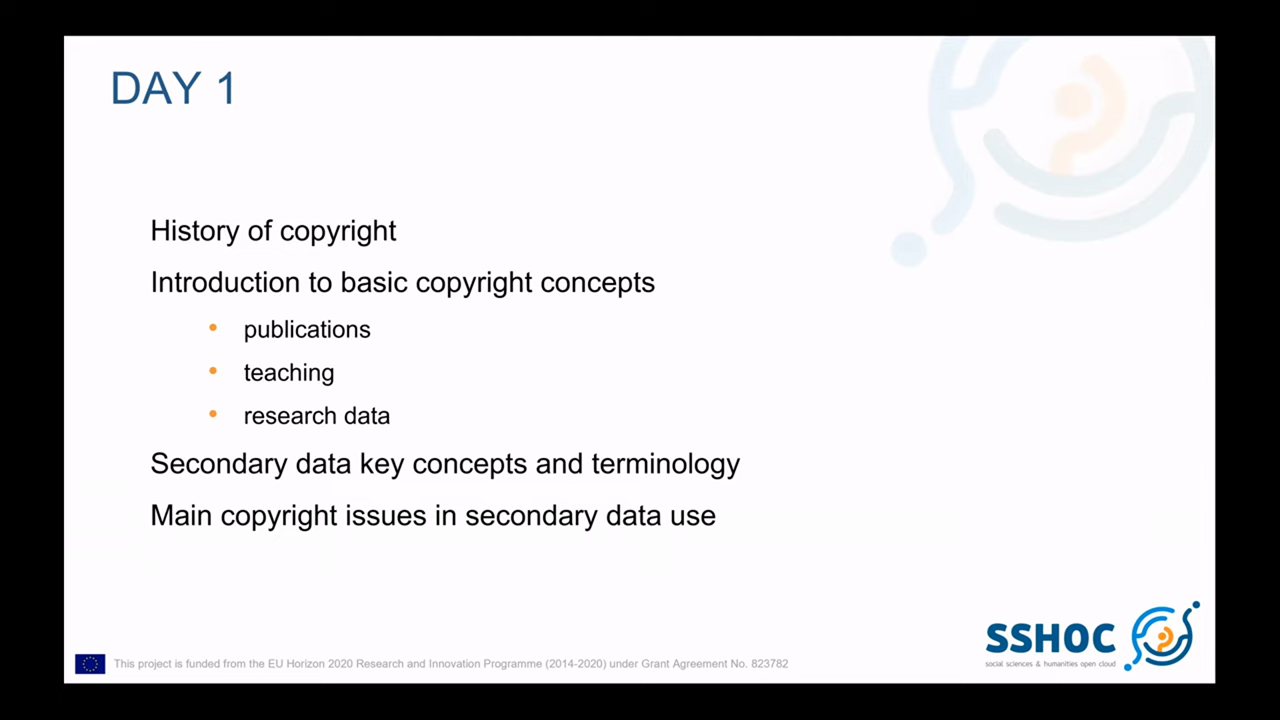 DAY 1
History of copyright
Introduction to basic copyright concepts
• publications
• teaching
• research data
Secondary data key concepts and terminology
Main copyright issues in secondary data use
This project is funded from the EU Horizon 2020 Research and Innovation Programme (2014-2020) under Grant Agreement No. 823782
SSHOC
social sciences & humanities open cloud